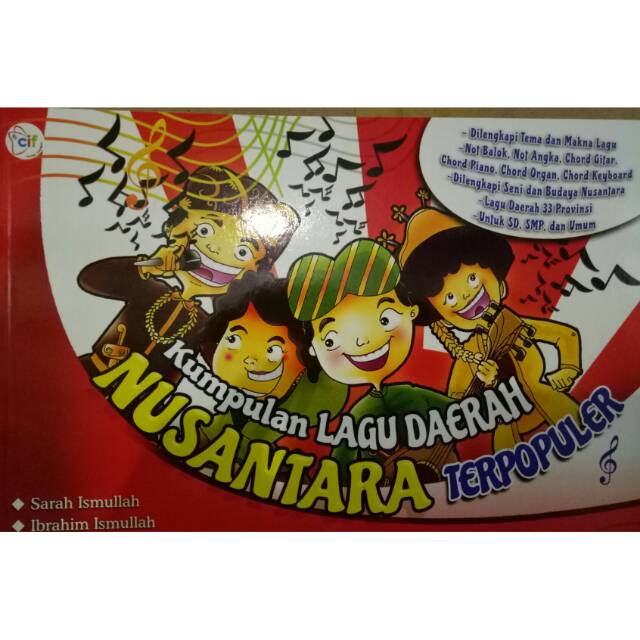 cif
- Dilengkapi Tema dan Makna Lagu
- Not Balok, Not Angka, Chord Gitar,
Chord Piano, Chord Organ, Chord Keyboard
- Dilengkapi Seni dan Budaya Nusantara
- Lagu Daerah 33 Provinsi
- Untuk SD, SMP, dan Umum
Kumpulan LAGU DAERAH
NUSANTARA TERPOPULER
◆ Sarah Ismullah
◆ Ibrahim Ismullah